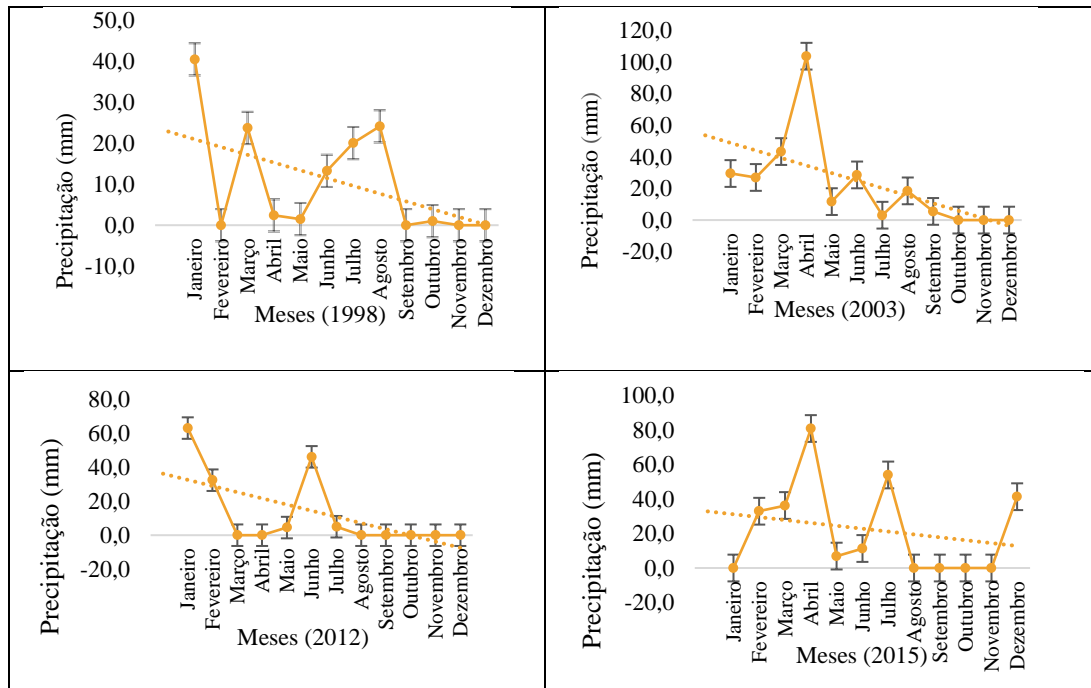 50,0
40,0
30,0
20,0
10,0
0,0
-10,0
Precipitação (mm)
Janeiro
Fevereiro
Março
Abril
Maio
Junho
Julho
Agosto
Setembro
Outubro
Novembro
Dezembro
Meses (1998)
120,0
100,0
80,0
60,0
40,0
20,0
0,0
-20,0
Precipitação (mm)
Janeiro
Fevereiro
Março
Abril
Maio
Junho
Julho
Agosto
Setembro
Outubro
Novembro
Dezembro
Meses (2003)
80,0
60,0
40,0
20,0
0,0
-20,0
Precipitação (mm)
Janeiro
Fevereiro
Março
Abril
Maio
Junho
Julho
Agosto
Setembro
Outubro
Novembro
Dezembro
Meses (2012)
100,0
80,0
60,0
40,0
20,0
0,0
-20,0
Precipitação (mm)
Janeiro
Fevereiro
Março
Abril
Maio
Junho
Julho
Agosto
Setembro
Outubro
Novembro
Dezembro
Meses (2015)